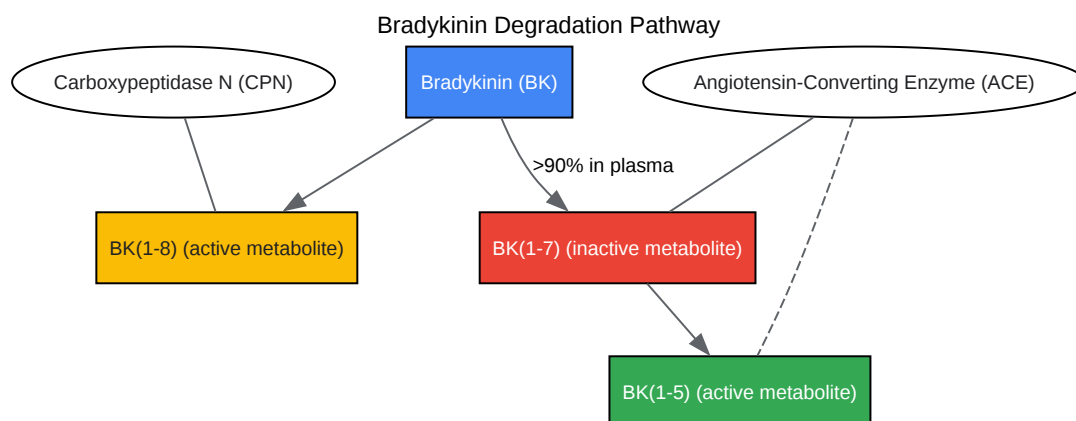 Bradykinin Degradation Pathway
Carboxypeptidase N (CPN)
Bradykinin (BK)
Angiotensin-Converting Enzyme (ACE)
>90% in plasma
BK(1-8) (active metabolite)
BK(1-7) (inactive metabolite)
BK(1-5) (active metabolite)